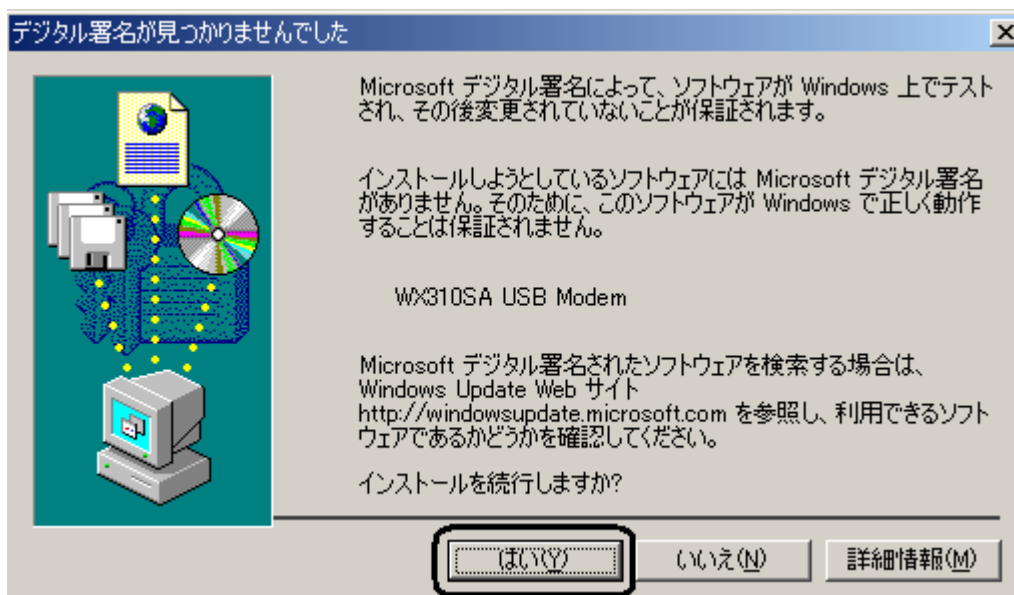 デジタル署名が見つかりませんでした
Microsoft デジタル署名によって、ソフトウェアが Windows 上でテスト
され、その後変更されていないことが保証されます。
インストールしようとしているソフトウェアには Microsoft デジタル署名
がありません。そのために、このソフトウェアが Windows で正しく動作
することは保証されません。
WX310SA USB Modem
Microsoft デジタル署名されたソフトウェアを検索する場合は、
Windows Update Web サイト
http://windowsupdate.microsoft.com を参照し、利用できるソフト
ウェアであるかどうかを確認してください。
インストールを続行しますか?
はい(Y)
いいえ(N)
詳細情報(M)